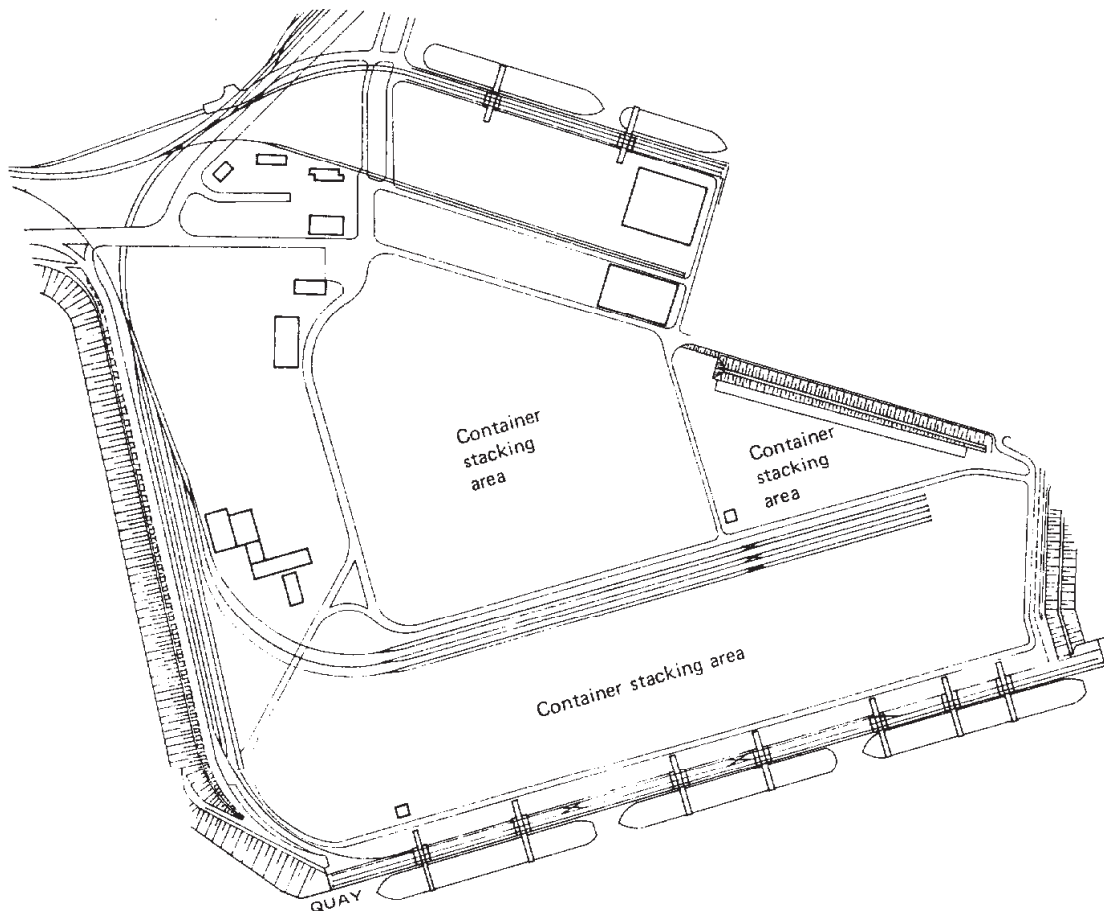 Container
stacking
area
Container
stacking
area
Container stacking area
QUAY